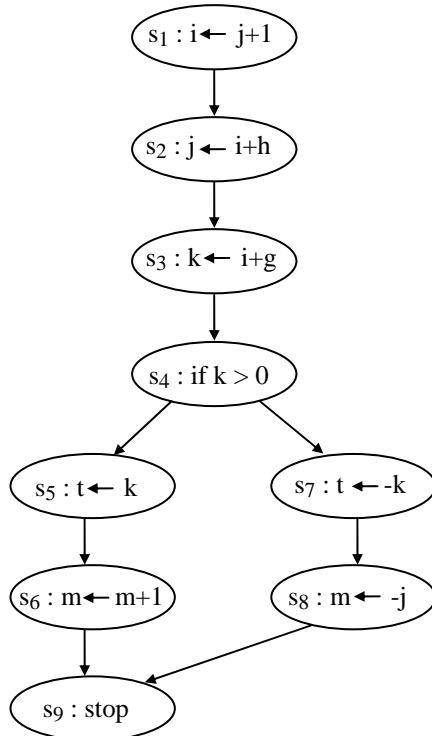 s₁ : i ← j+1
s₂ : j ← i+h
s₃ : k ← i+g
s₄ : if k > 0
s₅ : t ← k
s₇ : t ← -k
s₆ : m ← m+1
s₈ : m ← -j
s₉ : stop